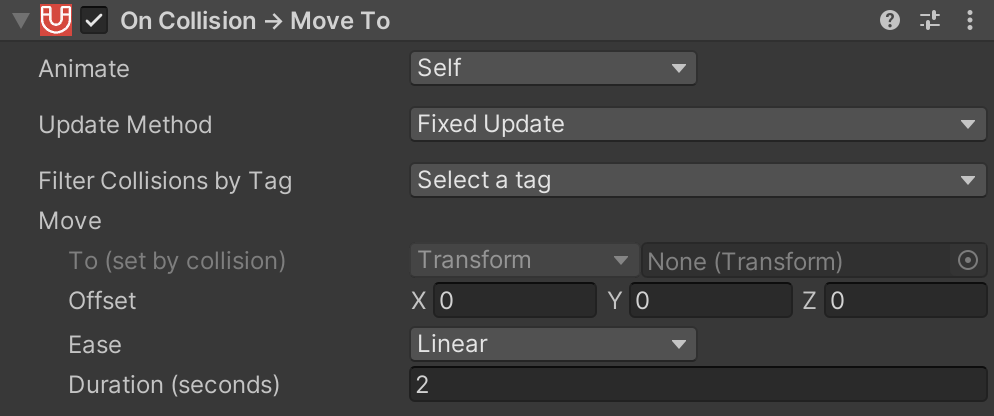 On Collision → Move To
Animate Self
Update Method Fixed Update
Filter Collisions by Tag Select a tag
Move
To (set by collision) Transform None (Transform)
Offset X 0 Y 0 Z 0
Ease Linear
Duration (seconds) 2